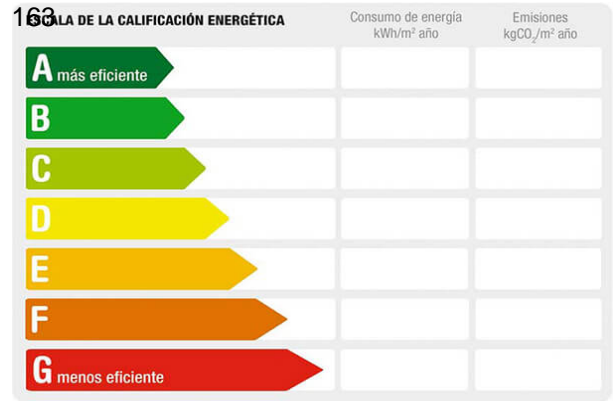 163
ESCALA DE LA CALIFICACIÓN ENERGÉTICA
Consumo de energía
kWh/m² año
Emisiones
kgCO₂/m² año
A más eficiente
B
C
D
E
F
G menos eficiente